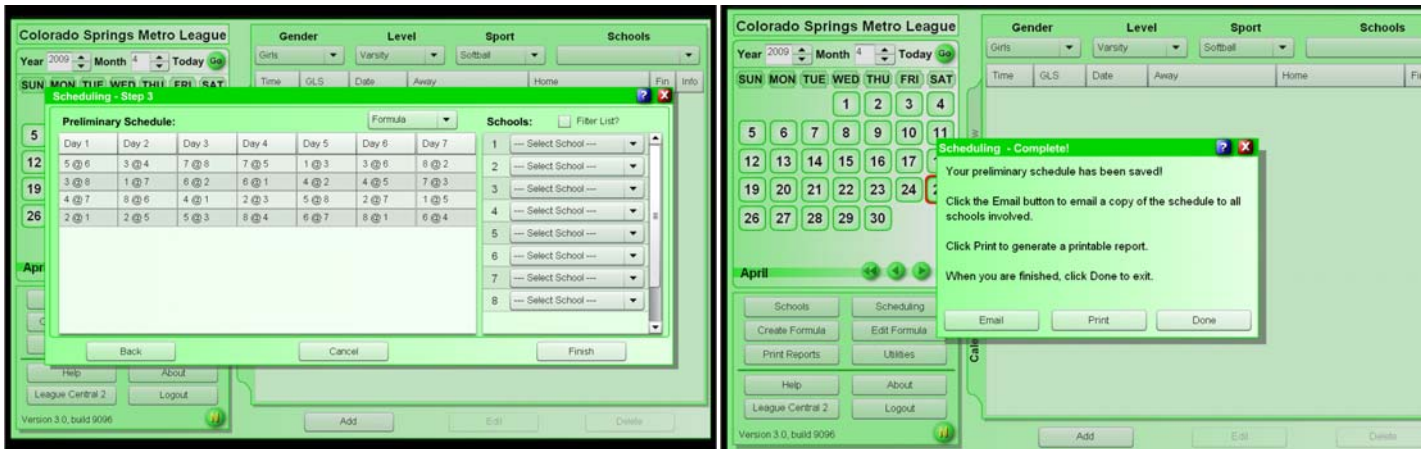 Colorado Springs Metro League
Gender Level Sport Schools
Year 2009 Month 4 Today Go
Girls Varsity Softball
Time GLS Date Away Home Fin Info
SUN MON TUE WED THU FRI SAT
Scheduling - Step 3 ? X
Preliminary Schedule: Formula Schools: Filter List?
Day 1 Day 2 Day 3 Day 4 Day 5 Day 6 Day 7
5 @ 6 3 @ 4 7 @ 8 7 @ 5 1 @ 3 3 @ 6 8 @ 2
3 @ 8 1 @ 7 6 @ 2 6 @ 1 4 @ 2 4 @ 5 7 @ 3
4 @ 7 8 @ 6 4 @ 1 2 @ 3 5 @ 8 2 @ 7 1 @ 5
2 @ 1 2 @ 5 5 @ 3 8 @ 4 6 @ 7 8 @ 1 6 @ 4
1 --- Select School ---
2 --- Select School ---
3 --- Select School ---
4 --- Select School ---
5 --- Select School ---
6 --- Select School ---
7 --- Select School ---
8 --- Select School ---
5
12
19
26
Apri
Back Cancel Finish
Help About
League Central 2 Logout
Version 3.0, build 9096
Add Edit Delete
Colorado Springs Metro League
Gender Level Sport Schools
Year 2009 Month 4 Today Go
Girls Varsity Softball
Time GLS Date Away Home Fi
SUN MON TUE WED THU FRI SAT
1 2 3 4
5 6 7 8 9 10 11
12 13 14 15 16 17
19 20 21 22 23 24
26 27 28 29 30
April
Scheduling - Complete! ? X
Your preliminary schedule has been saved!
Click the Email button to email a copy of the schedule to all
schools involved.
Click Print to generate a printable report.
When you are finished, click Done to exit.
Email Print Done
Schools Scheduling
Create Formula Edit Formula
Print Reports Utilities
Cale
Help About
League Central 2 Logout
Version 3.0, build 9096
Add Edit Delete